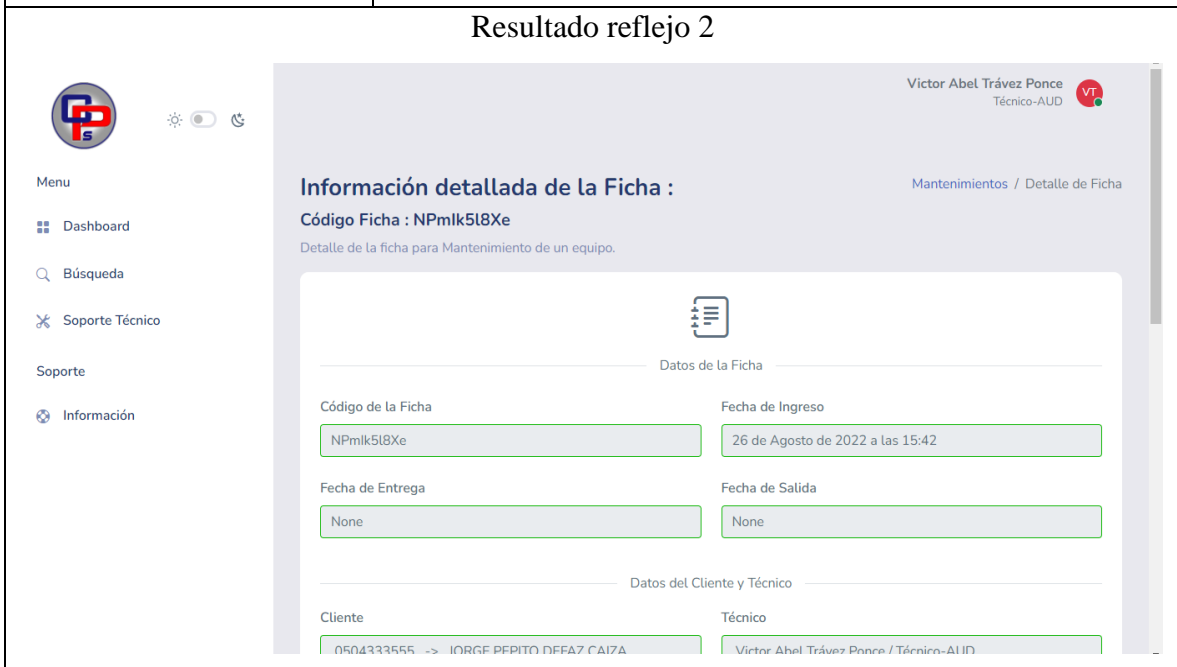 Resultado reflejo 2
CPPs
Victor Abel Trávez Ponce
Técnico-AUD
VT
Menu
Dashboard
Búsqueda
Soporte Técnico
Soporte
Información
Información detallada de la Ficha :
Mantenimientos / Detalle de Ficha
Código Ficha : NPmIk5l8Xe
Detalle de la ficha para Mantenimiento de un equipo.
Datos de la Ficha
Código de la Ficha
Fecha de Ingreso
NPmIk5l8Xe
26 de Agosto de 2022 a las 15:42
Fecha de Entrega
Fecha de Salida
None
None
Datos del Cliente y Técnico
Cliente
Técnico
0504333555 -> JORGE PEPITO DEFAZ CAIZA
Victor Abel Trávez Ponce / Técnico-AUD